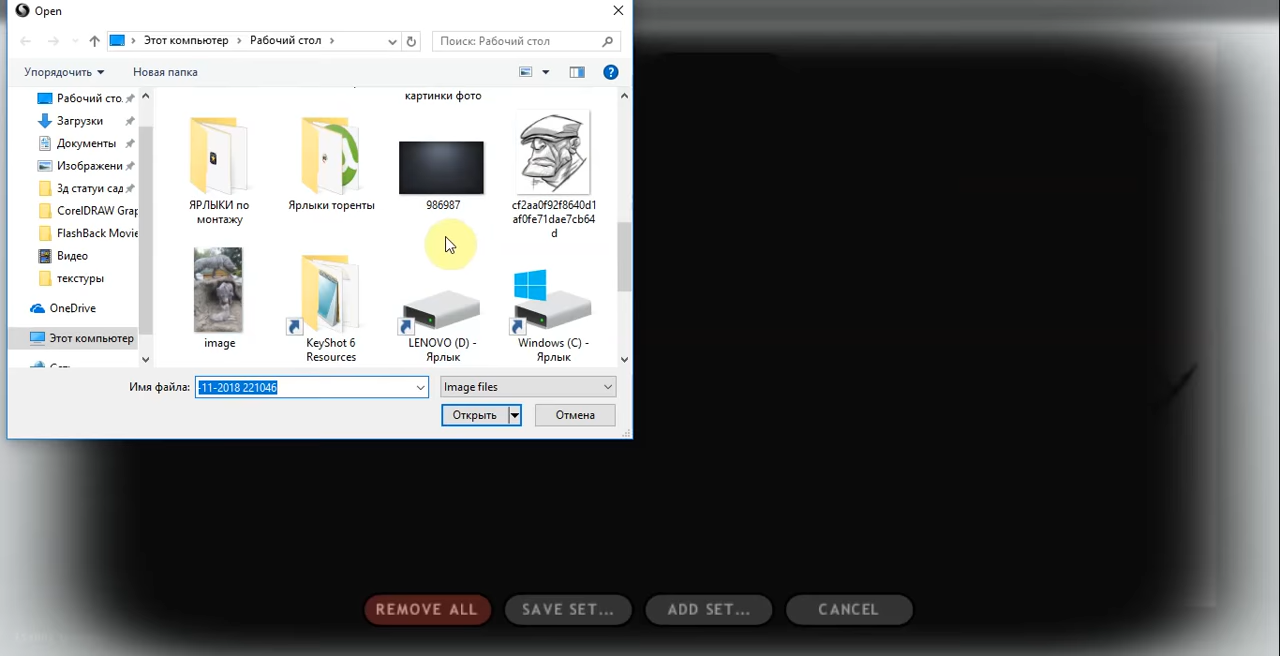 Open
Этот компьютер
Рабочий стол
Поиск: Рабочий стол
Упорядочить
Новая папка
Рабочий сто.
Загрузки
Документы
Изображени
3д статуи сад
CorelDRAW Grap
FlashBack Movie
Видео
текстуры
OneDrive
Этот компьютер
картинки фото
ЯРЛЫКИ по
монтажу
Ярлыки торенты
986987
cf2aa0f92f8640d1
af0fe71dae7cb64
d
image
KeyShot 6
Resources
LENOVO (D) -
Ярлык
Windows (C) -
Ярлык
Имя файла:
-11-2018 221046
Image files
Открыть
Отмена
REMOVE ALL
SAVE SET...
ADD SET...
CANCEL